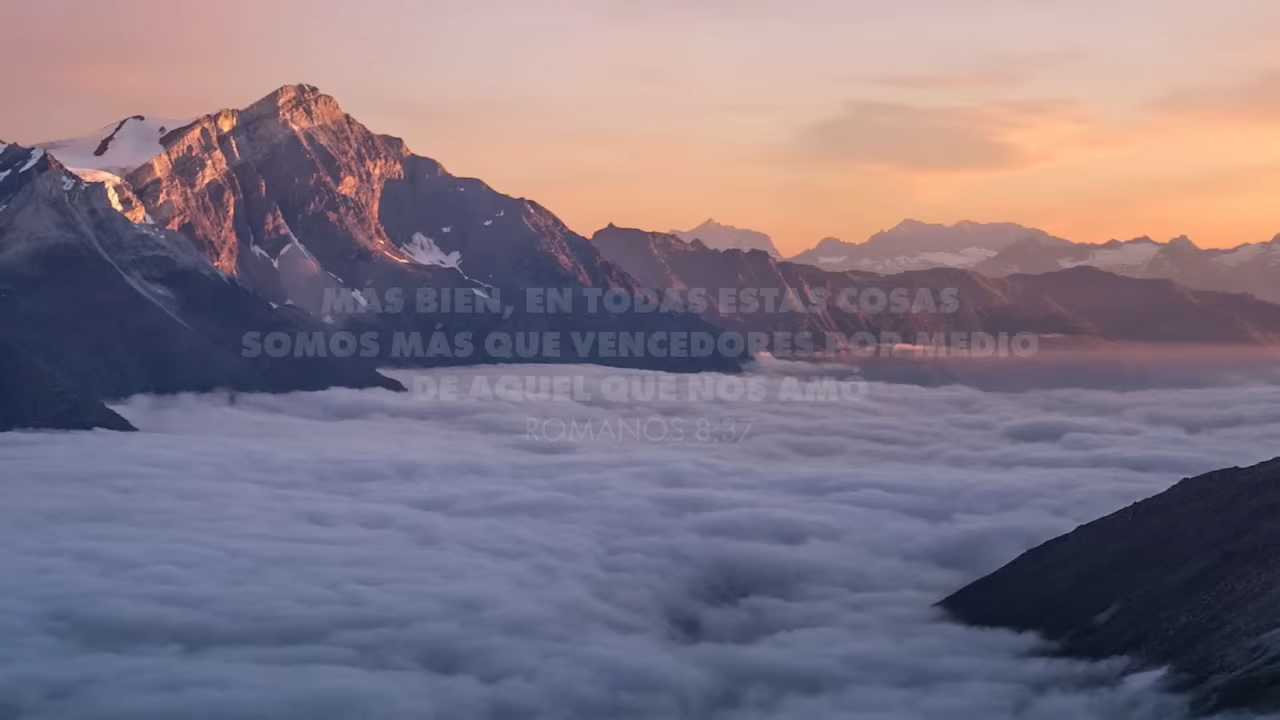 MAS BIEN, EN TODAS ESTAS COSAS
SOMOS MÁS QUE VENCEDORES POR MEDIO
DE AQUEL QUE NOS AMÓ
ROMANOS 8:37